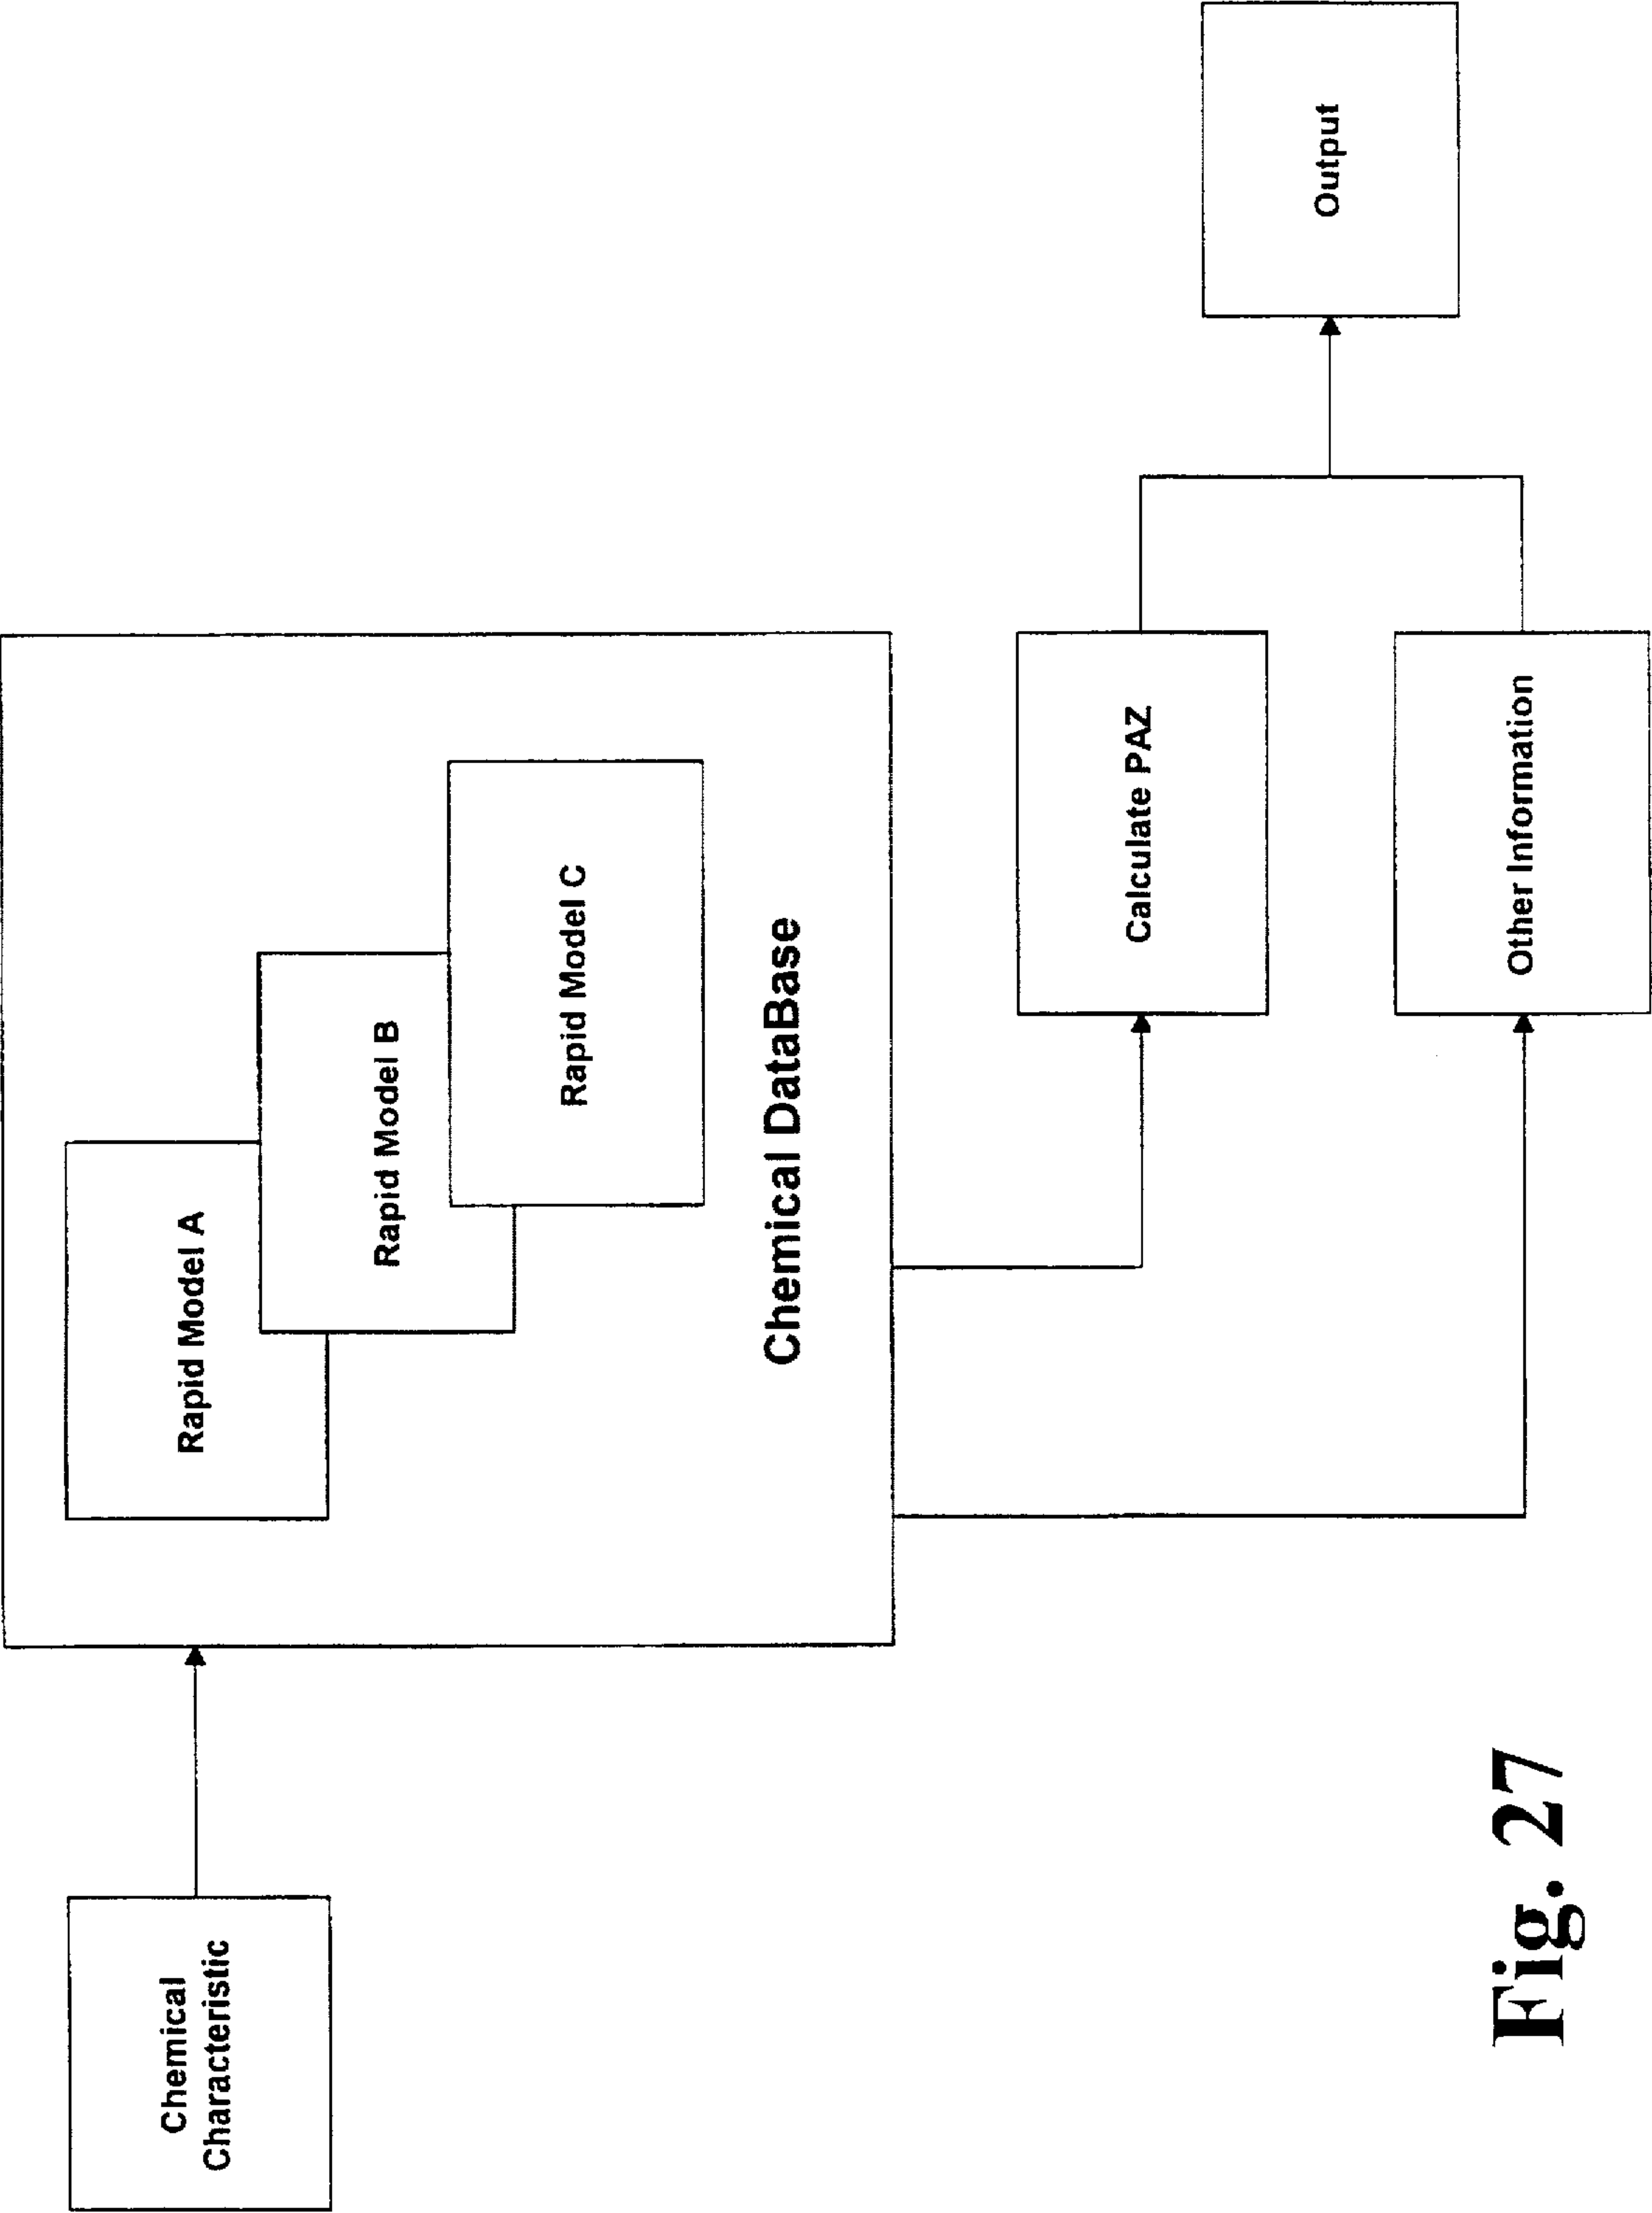 Chemical
Characteristic
Rapid Model A
Rapid Model B
Rapid Model C
Chemical DataBase
Calculate PAZ
Other Information
Output
Fig. 27